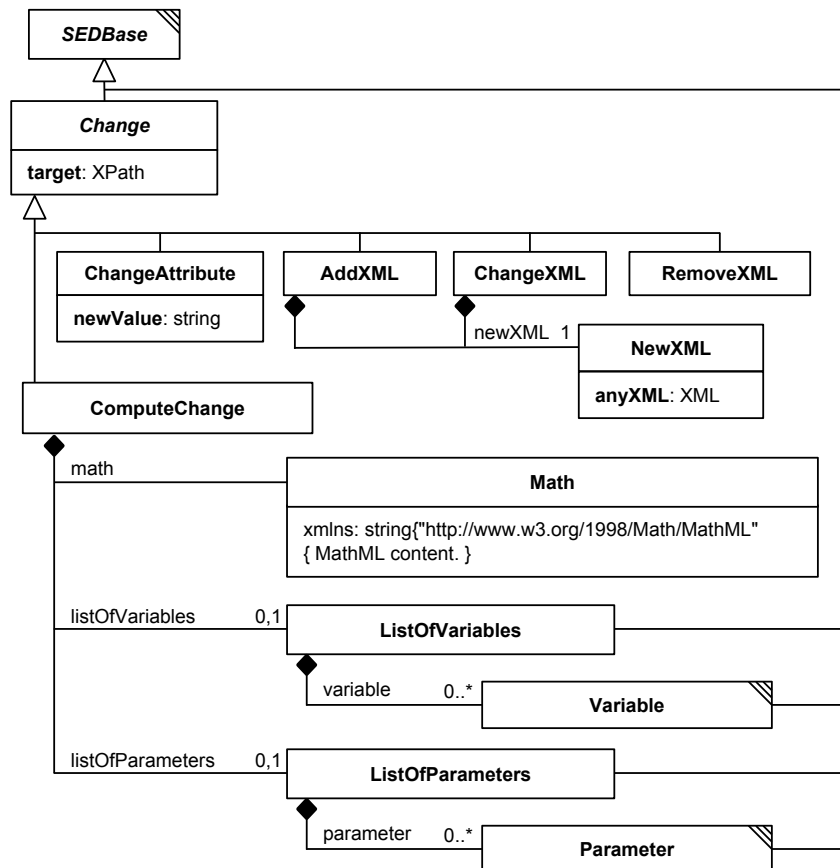 SEDBase
Change
target: XPath
ChangeAttribute
newValue: string
AddXML
ChangeXML
RemoveXML
newXML 1
NewXML
anyXML: XML
ComputeChange
math
Math
xmlns: string{"http://www.w3.org/1998/Math/MathML"
{ MathML content. }
listOfVariables 0,1
ListOfVariables
variable 0..*
Variable
listOfParameters 0,1
ListOfParameters
parameter 0..*
Parameter